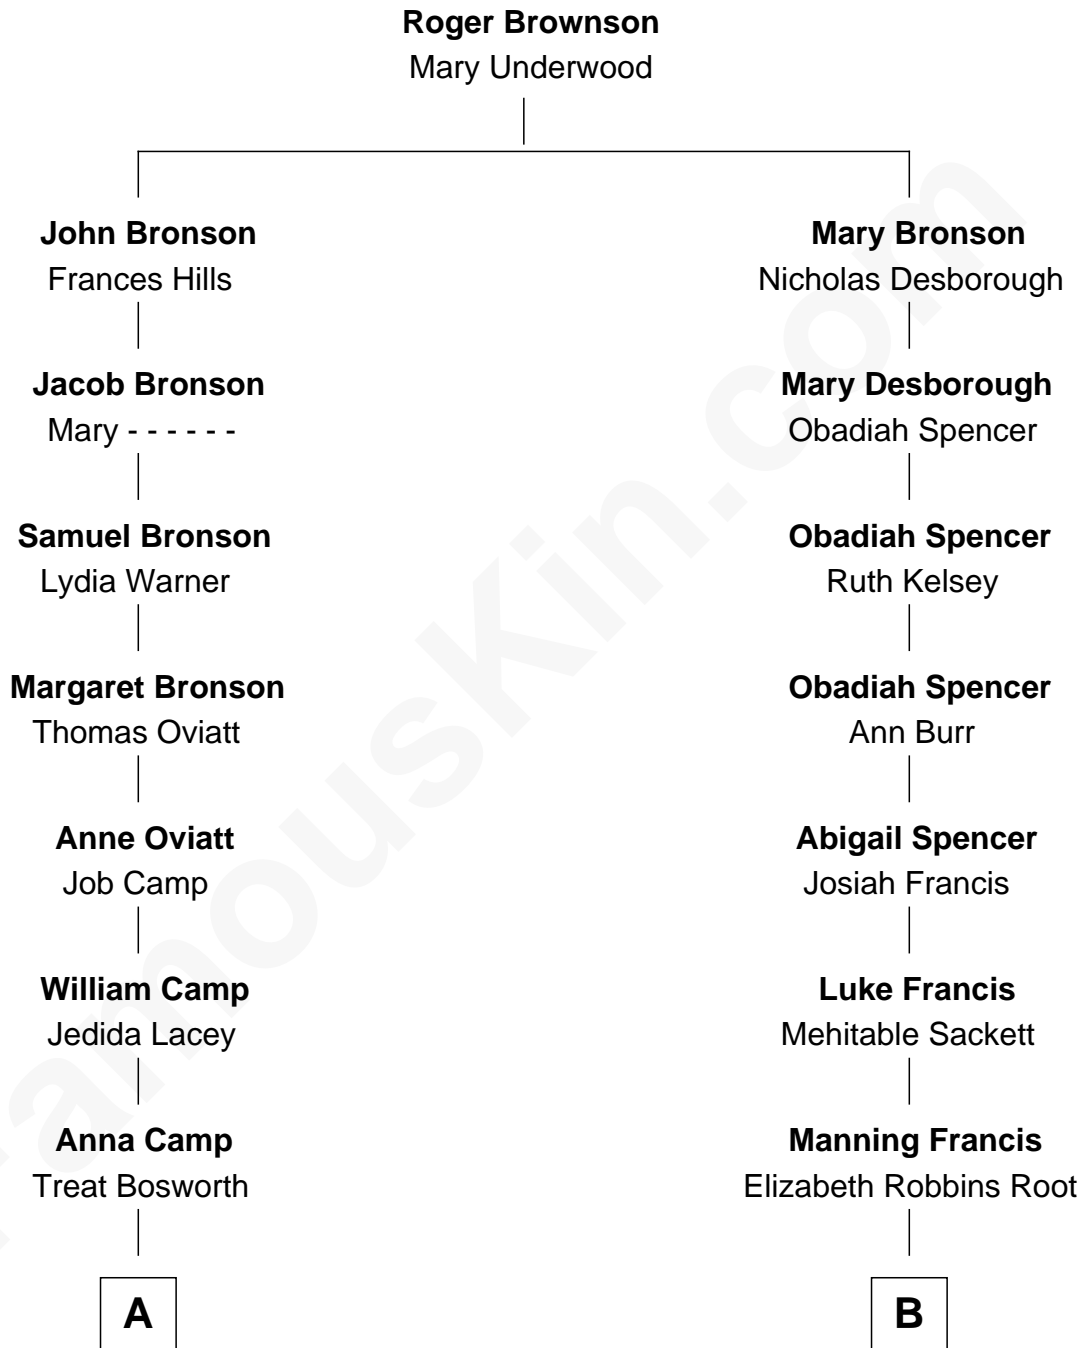 Roger Brownson
Mary Underwood
John Bronson
Frances Hills
Mary Bronson
Nicholas Desborough
Jacob Bronson
Mary - - - - - -
Mary Desborough
Obadiah Spencer
Samuel Bronson
Lydia Warner
Obadiah Spencer
Ruth Kelsey
Margaret Bronson
Thomas Oviatt
Obadiah Spencer
Ann Burr
Anne Oviatt
Job Camp
Abigail Spencer
Josiah Francis
William Camp
Jedida Lacey
Luke Francis
Mehitable Sackett
Anna Camp
Treat Bosworth
Manning Francis
Elizabeth Robbins Root
A
B
FamousKin.com